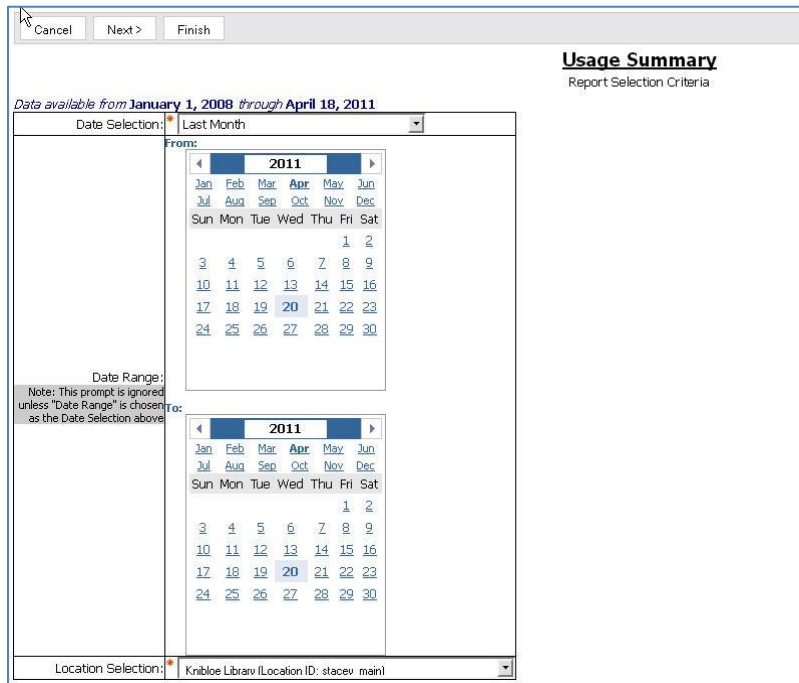 Cancel Next > Finish
Usage Summary
Report Selection Criteria
Data available from January 1, 2008 through April 18, 2011
Date Selection: * Last Month
From:
2011
Jan Feb Mar Apr May Jun
Jul Aug Sep Oct Nov Dec
Sun Mon Tue Wed Thu Fri Sat
1 2
3 4 5 6 7 8 9
10 11 12 13 14 15 16
17 18 19 20 21 22 23
24 25 26 27 28 29 30
Date Range:
Note: This prompt is ignored
unless "Date Range" is chosen
as the Date Selection above
To:
2011
Jan Feb Mar Apr May Jun
Jul Aug Sep Oct Nov Dec
Sun Mon Tue Wed Thu Fri Sat
1 2
3 4 5 6 7 8 9
10 11 12 13 14 15 16
17 18 19 20 21 22 23
24 25 26 27 28 29 30
Location Selection: * Knibloe Library [Location ID: stacey_main]